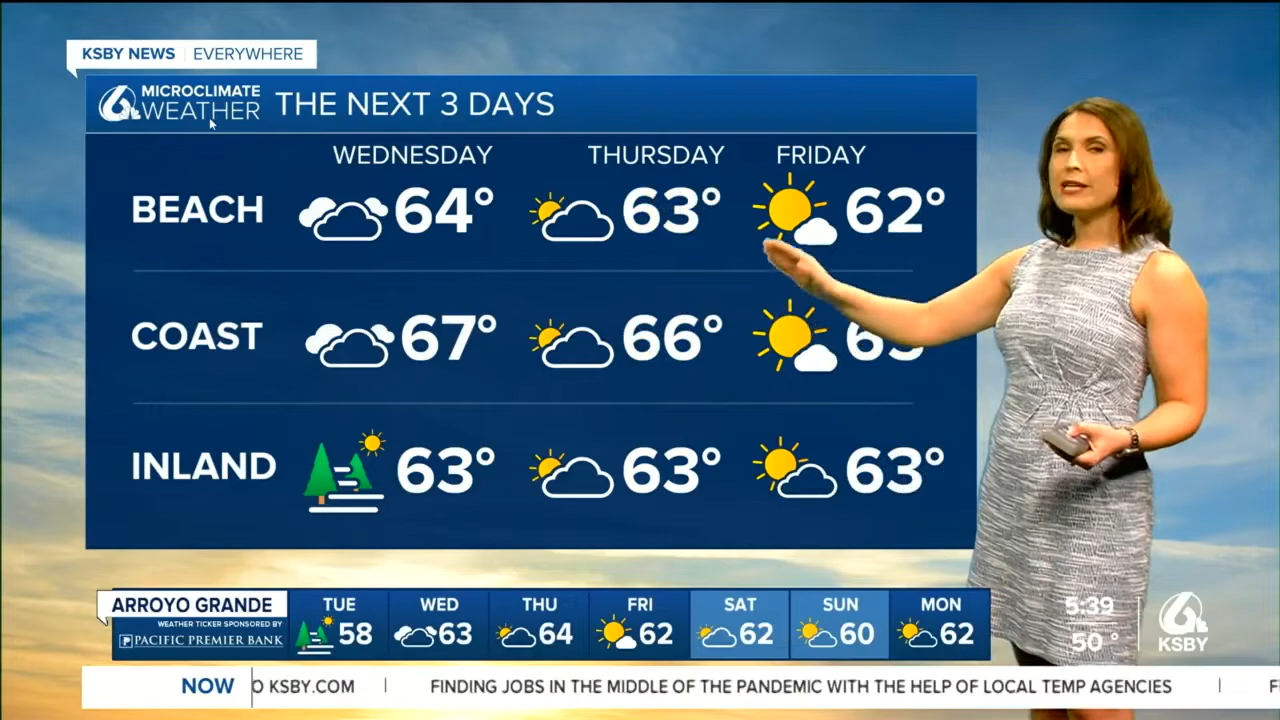 KSBY NEWS | EVERYWHERE
6 MICROCLIMATE
WEATHER THE NEXT 3 DAYS
WEDNESDAY THURSDAY FRIDAY
BEACH 64° 63° 62°
COAST 67° 66°
INLAND 63° 63° 63°
ARROYO GRANDE
WEATHER TICKER SPONSORED BY
PACIFIC PREMIER BANK
TUE WED THU FRI SAT SUN MON
58 63 64 62 62 60 62
5:39
50°
6
KSBY
NOW O KSBY.COM | FINDING JOBS IN THE MIDDLE OF THE PANDEMIC WITH THE HELP OF LOCAL TEMP AGENCIES |